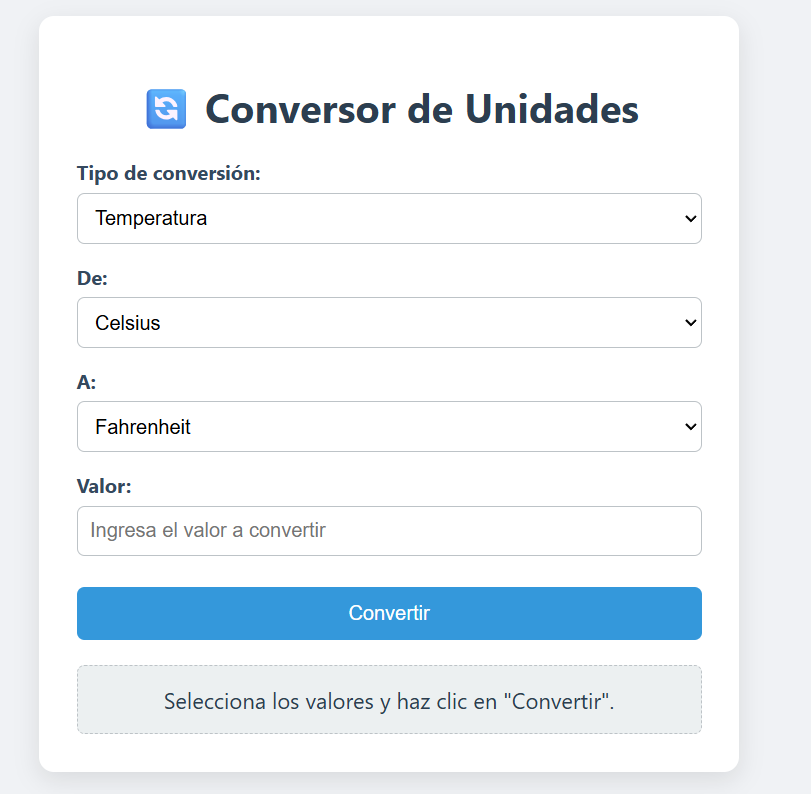 Conversor de Unidades
Tipo de conversión:
Temperatura
De:
Celsius
A:
Fahrenheit
Valor:
Ingresa el valor a convertir
Convertir
Selecciona los valores y haz clic en "Convertir".